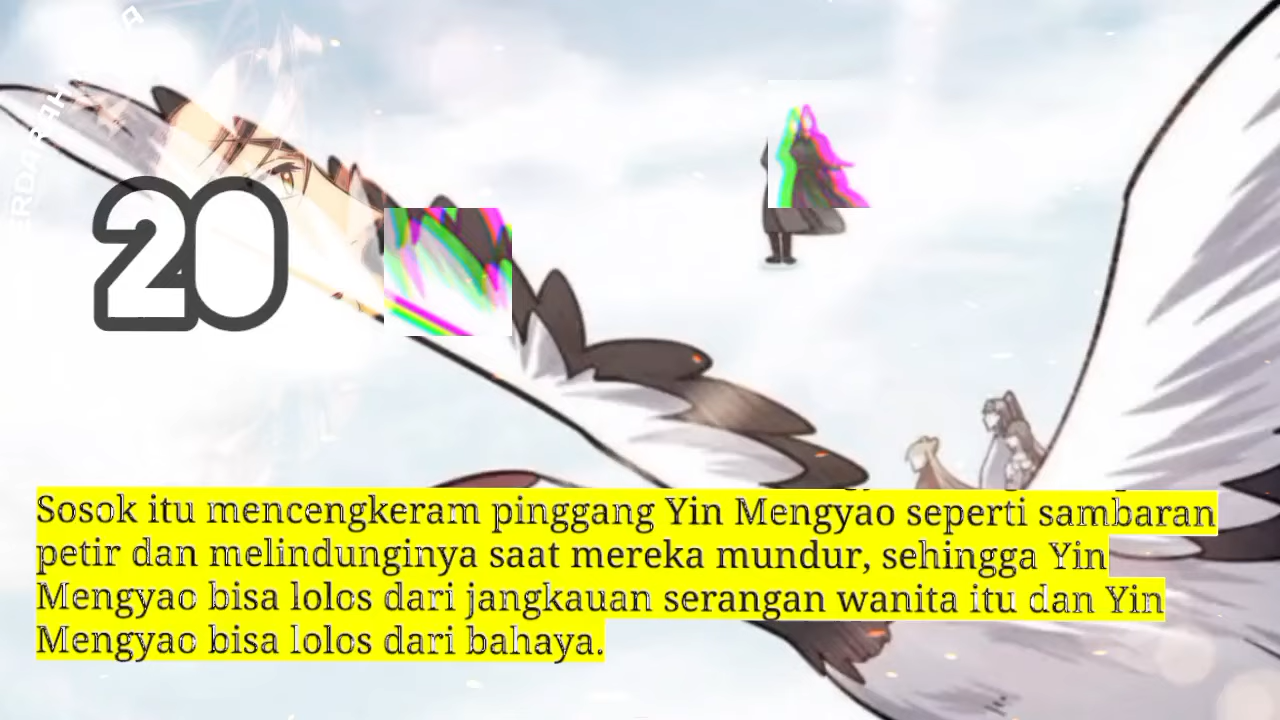 20
Sosok itu mencengkeram pinggang Yin Mengyao seperti sambaran
petir dan melindunginya saat mereka mundur, sehingga Yin
Mengyao bisa lolos dari jangkauan serangan wanita itu dan Yin
Mengyao bisa lolos dari bahaya.